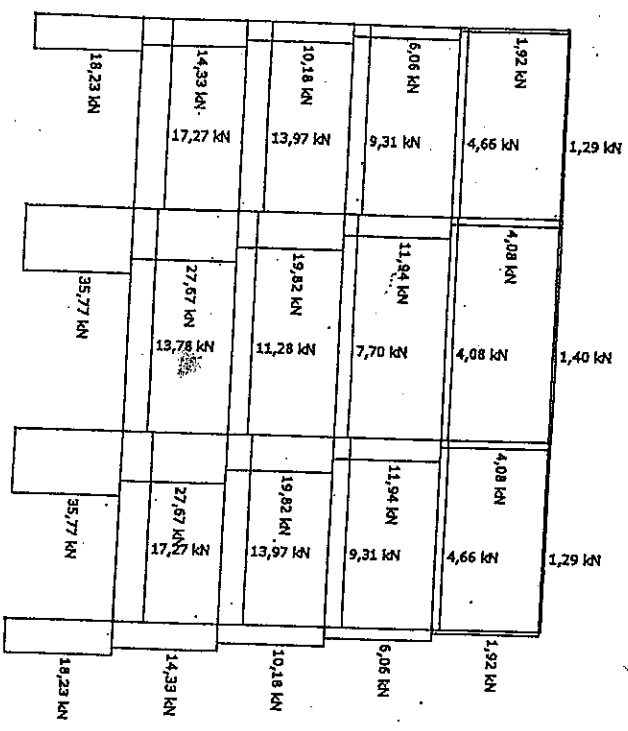 1,92 kN
6,06 kN
10,18 kN
14,33 kN
18,23 kN
1,29 kN
4,66 kN
9,31 kN
13,97 kN
17,27 kN
4,08 kN
11,94 kN
19,82 kN
27,67 kN
35,77 kN
1,40 kN
4,08 kN
7,70 kN
11,28 kN
13,78 kN
4,08 kN
11,94 kN
19,82 kN
27,67 kN
35,77 kN
1,29 kN
4,66 kN
9,31 kN
13,97 kN
17,27 kN
1,92 kN
6,06 kN
10,18 kN
14,33 kN
18,23 kN